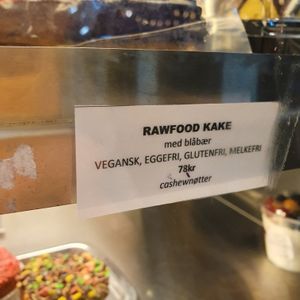 RAWFOOD KAKE
med blåbær
VEGANSK, EGGEFRI, GLUTENFRI, MELKEFRI
78kr
cashewnøtter